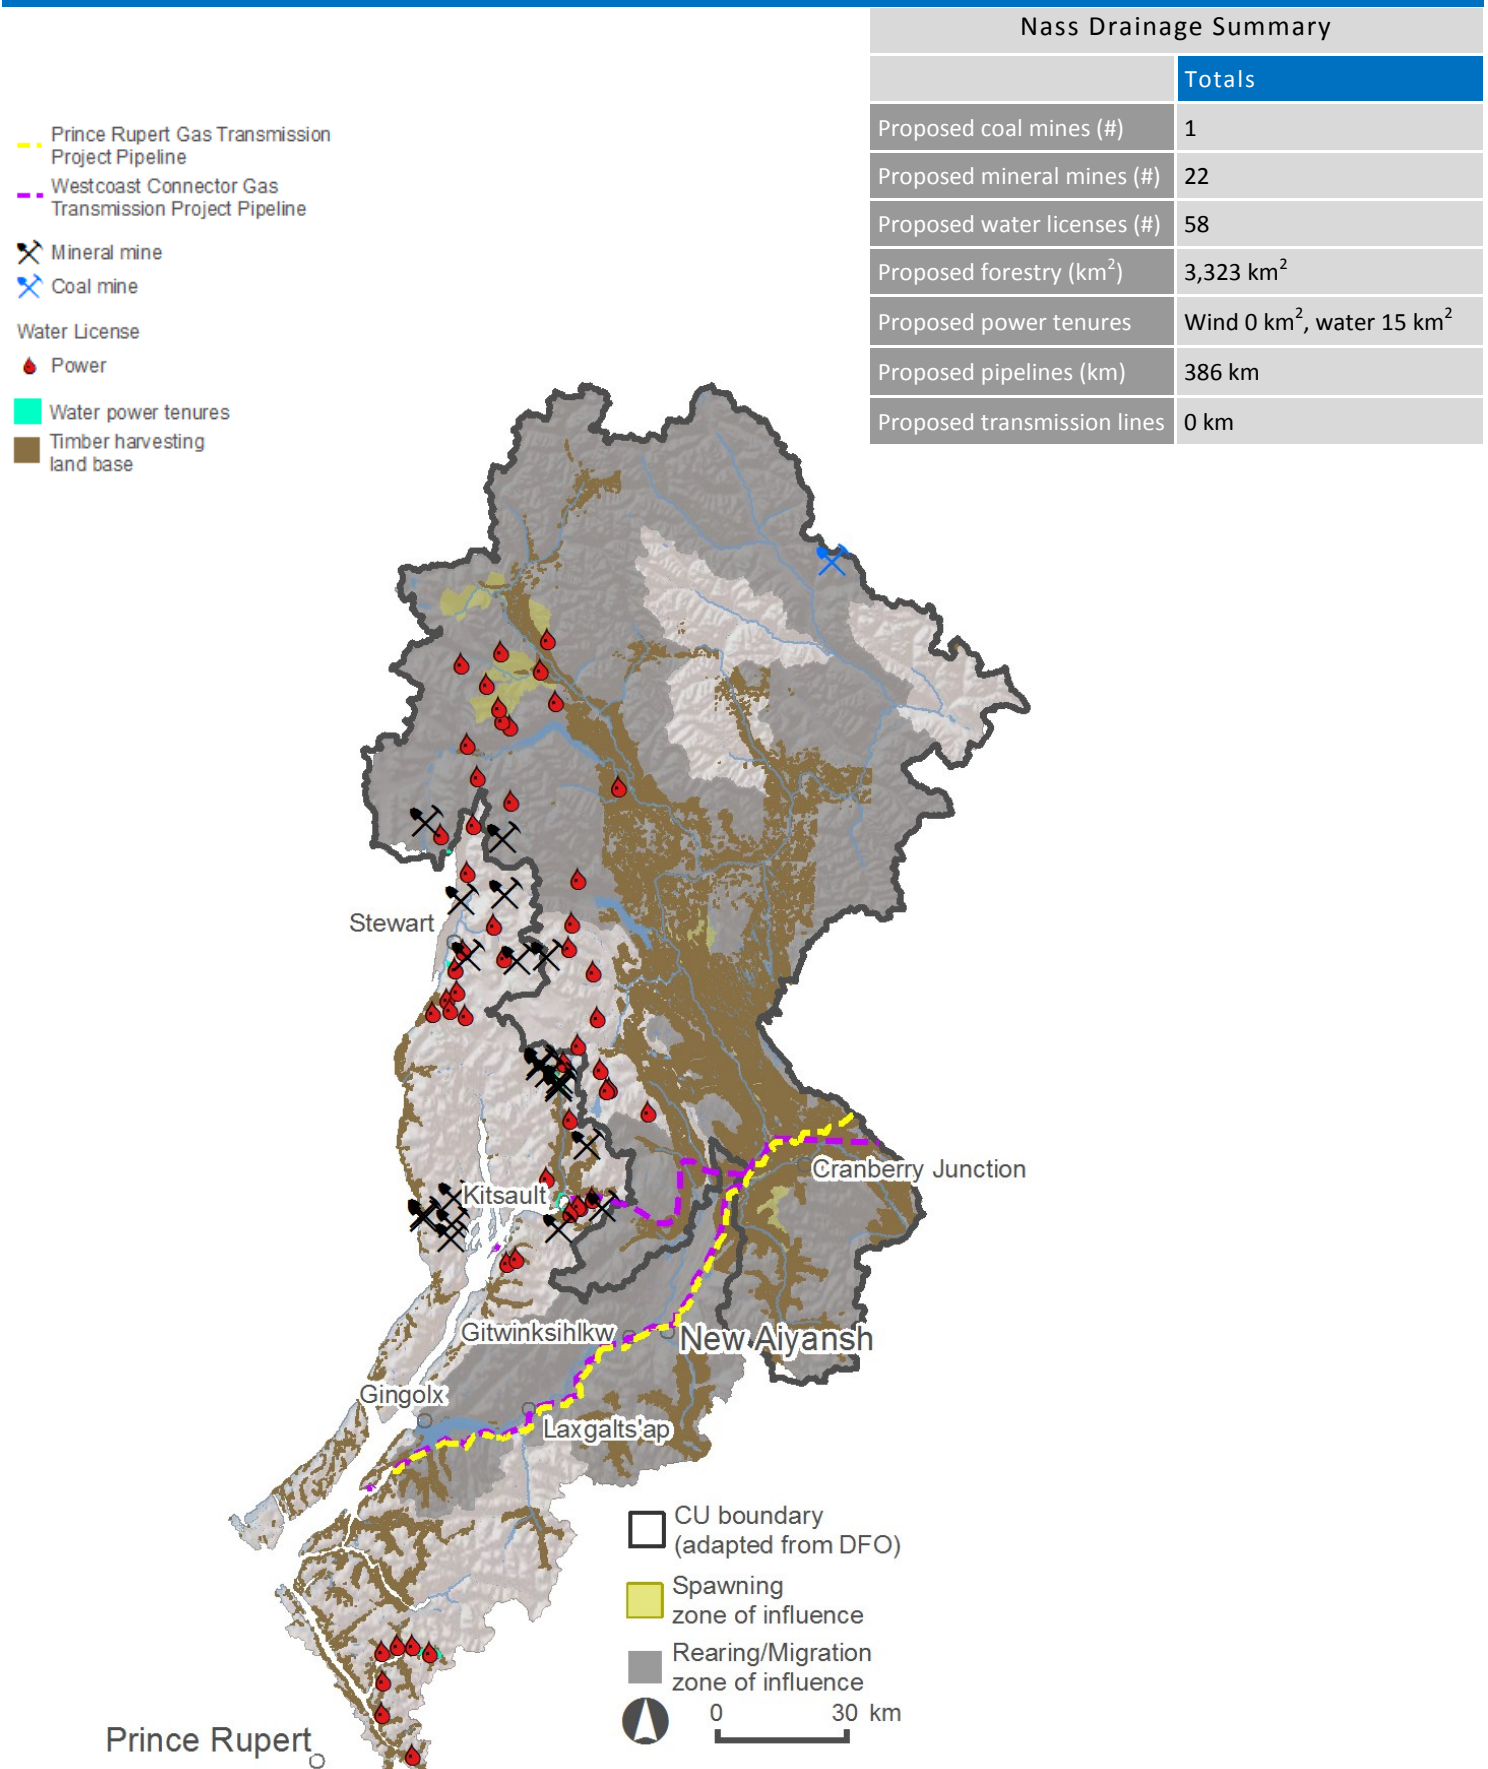 Nass Drainage Summary
Totals
Proposed coal mines (#) 1
Proposed mineral mines (#) 22
Proposed water licenses (#) 58
Proposed forestry (km²) 3,323 km²
Proposed power tenures Wind 0 km², water 15 km²
Proposed pipelines (km) 386 km
Proposed transmission lines 0 km
Prince Rupert Gas Transmission
Project Pipeline
Westcoast Connector Gas
Transmission Project Pipeline
Mineral mine
Coal mine
Water License
Power
Water power tenures
Timber harvesting
land base
Stewart
Cranberry Junction
Kitsault
Gitwinksihlkw
New Aiyansh
Gingolx
Laxgalts'ap
CU boundary
(adapted from DFO)
Spawning
zone of influence
Rearing/Migration
zone of influence
0 30 km
Prince Rupert